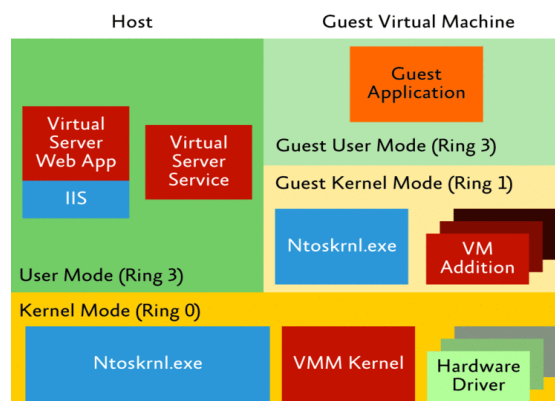 Host
Guest Virtual Machine
Guest
Application
Virtual
Server
Web App
Virtual
Server
Service
IIS
Guest User Mode (Ring 3)
Guest Kernel Mode (Ring 1)
Ntoskrnl.exe
VM
Addition
User Mode (Ring 3)
Kernel Mode (Ring 0)
Ntoskrnl.exe
VMM Kernel
Hardware
Driver